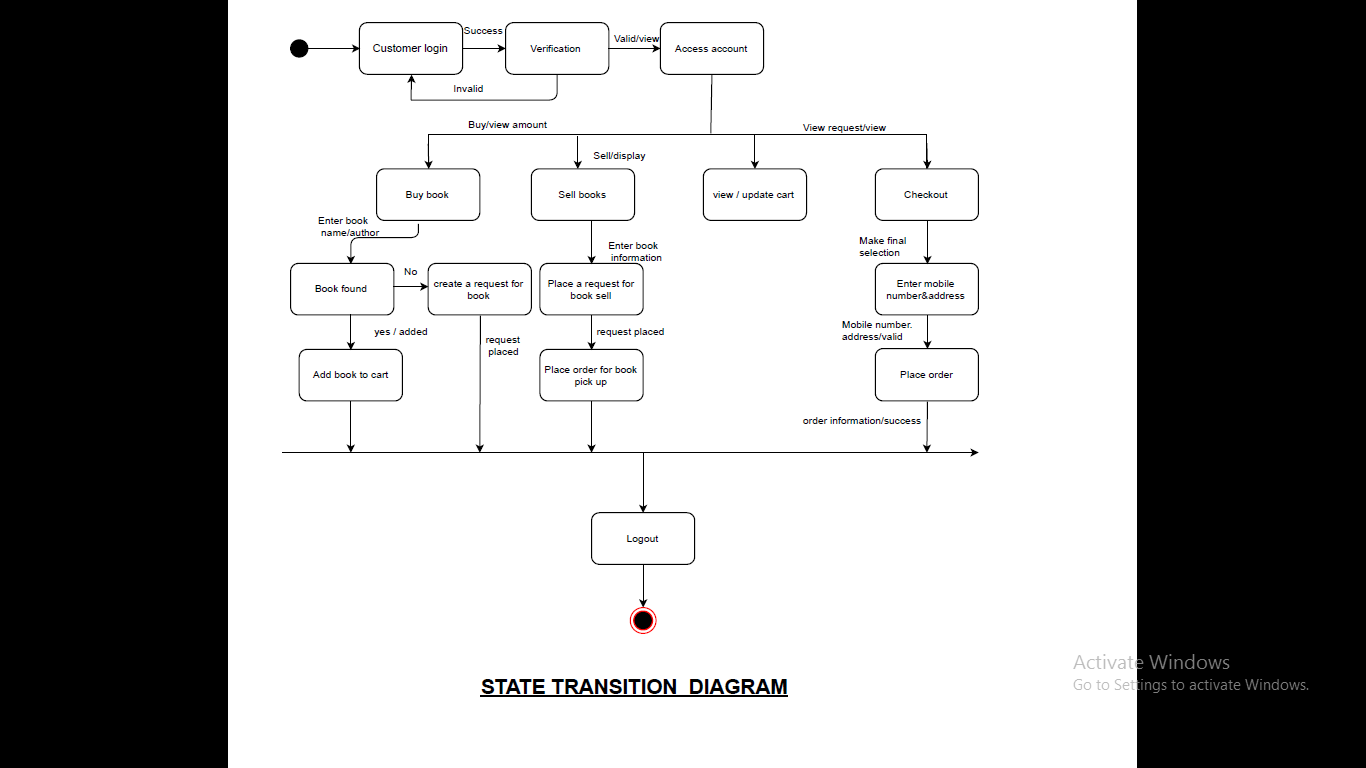 Success
Customer login
Verification
Valid/view
Access account
Invalid
Buy/view amount
View request/view
Sell/display
Buy book
Sell books
view / update cart
Checkout
Enter book
name/author
Enter book
information
Make final
selection
No
Book found
create a request for
book
Place a request for
book sell
Enter mobile
number&address
yes / added
request
placed
request placed
Mobile number.
address/valid
Add book to cart
Place order for book
pick up
Place order
order information/success
Logout
STATE TRANSITION DIAGRAM
Activate Windows
Go to Settings to activate Windows.